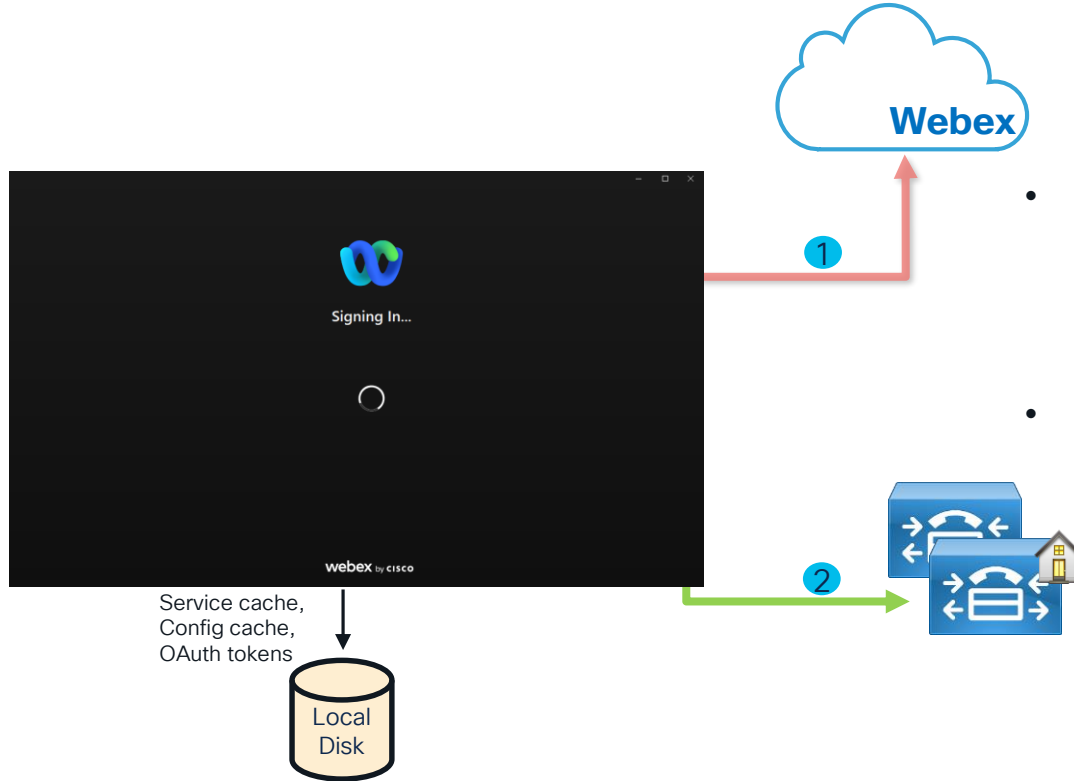 Webex
1
Signing In...
2
webex by CISCO
Service cache,
Config cache,
OAuth tokens
Local
Disk